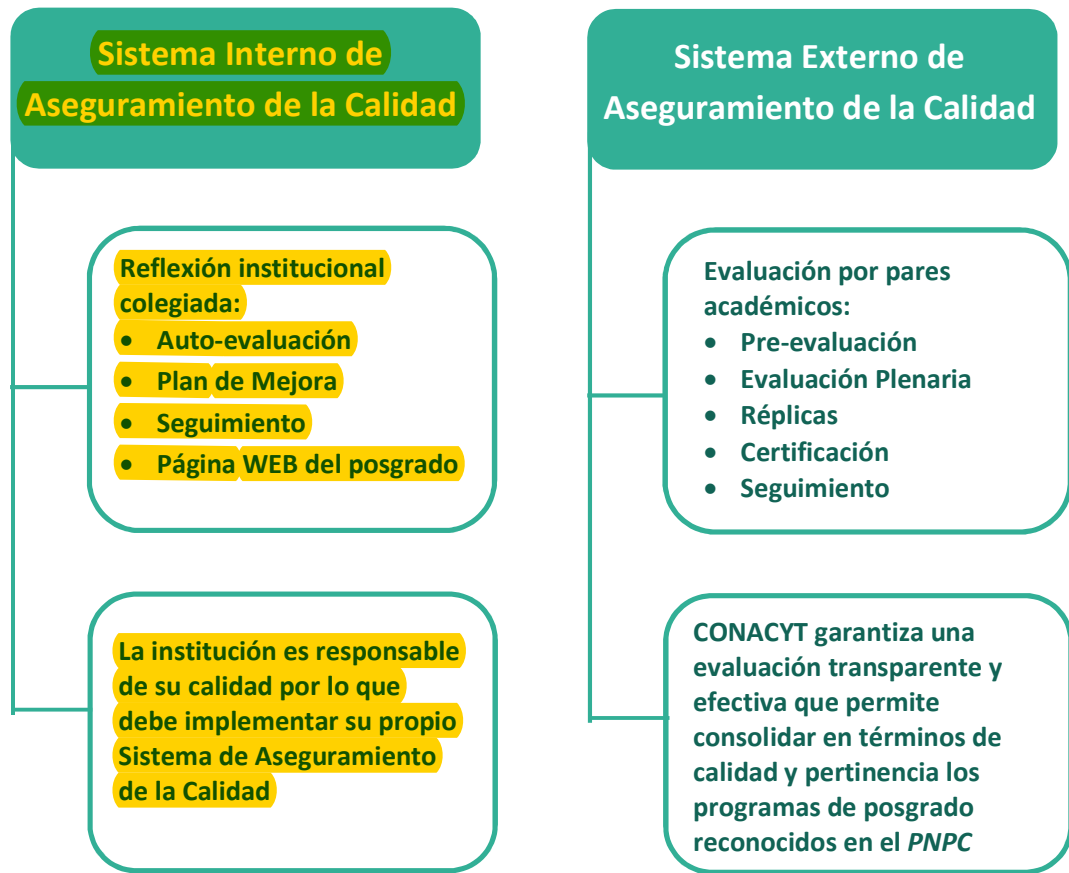 Sistema Interno de
Aseguramiento de la Calidad
Reflexión institucional
colegiada:
• Auto-evaluación
• Plan de Mejora
• Seguimiento
• Página WEB del posgrado
La institución es responsable
de su calidad por lo que
debe implementar su propio
Sistema de Aseguramiento
de la Calidad
Sistema Externo de
Aseguramiento de la Calidad
Evaluación por pares
académicos:
• Pre-evaluación
• Evaluación Plenaria
• Réplicas
• Certificación
• Seguimiento
CONACYT garantiza una
evaluación transparente y
efectiva que permite
consolidar en términos de
calidad y pertinencia los
programas de posgrado
reconocidos en el PNPC